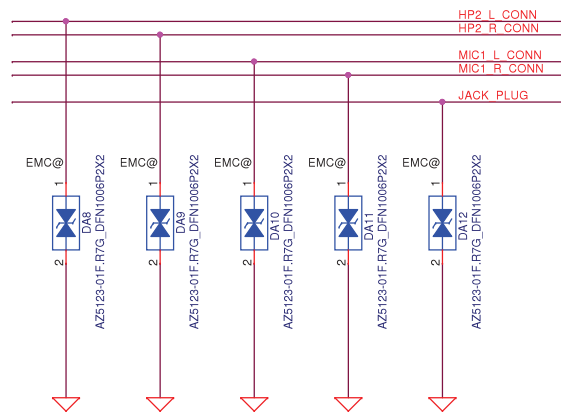 HP2_L_CONN
HP2_R_CONN
MIC1_L_CONN
MIC1_R_CONN
JACK_PLUG
EMC@
1
2
DA8
AZ5123-01F.R7G_DFN1006P2X2
EMC@
1
2
DA9
AZ5123-01F.R7G_DFN1006P2X2
EMC@
1
2
DA10
AZ5123-01F.R7G_DFN1006P2X2
EMC@
1
2
DA11
AZ5123-01F.R7G_DFN1006P2X2
EMC@
1
2
DA12
AZ5123-01F.R7G_DFN1006P2X2